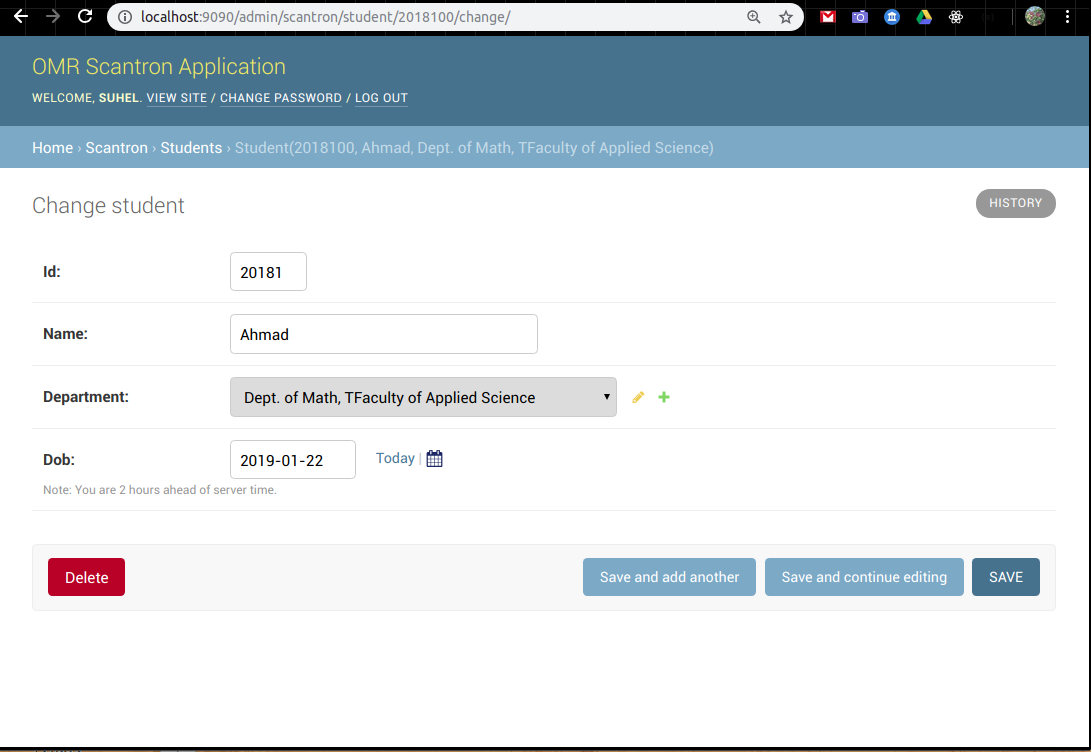 localhost:9090/admin/scantron/student/2018100/change/
OMR Scantron Application
WELCOME, SUHEL. VIEW SITE / CHANGE PASSWORD / LOG OUT
Home › Scantron › Students › Student(2018100, Ahmad, Dept. of Math, TFaculty of Applied Science)
Change student
HISTORY
Id:
20181
Name:
Ahmad
Department:
Dept. of Math, TFaculty of Applied Science
Dob:
2019-01-22
Today |
Note: You are 2 hours ahead of server time.
Delete
Save and add another
Save and continue editing
SAVE